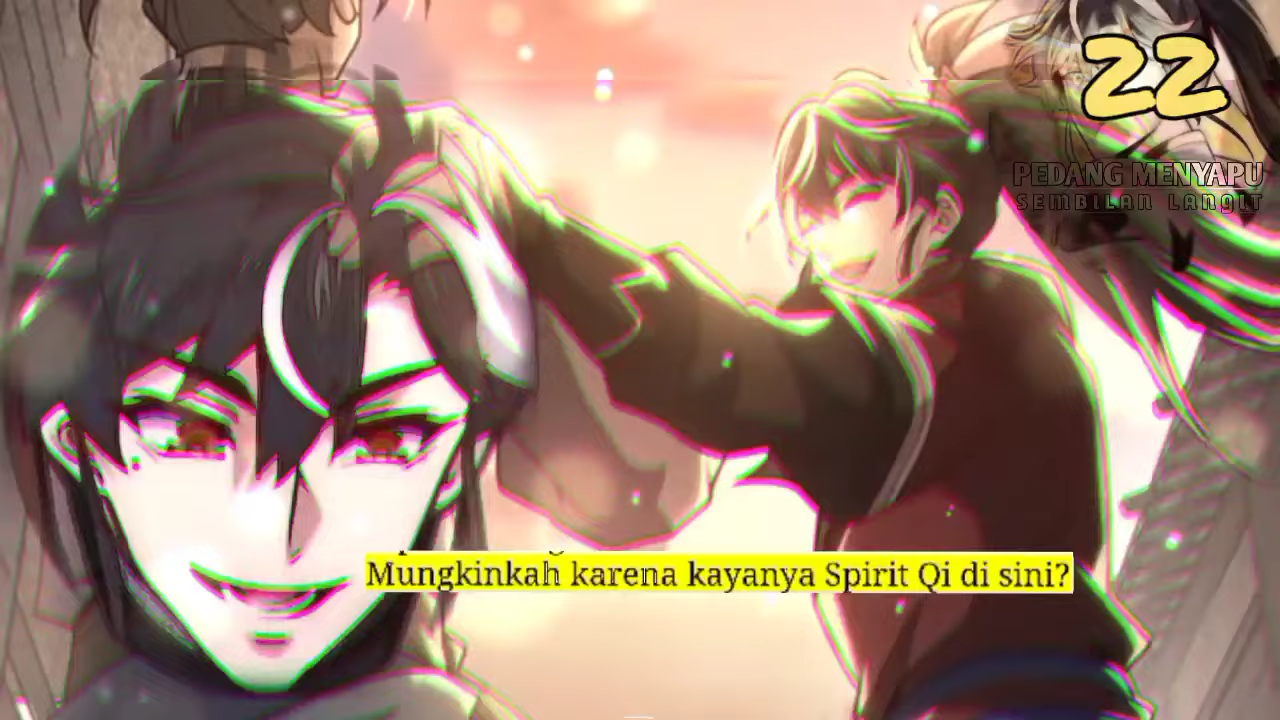 22
PEDANG MENYAPU
SEMBILAN LANGIT
Mungkinkah karena kayanya Spirit Qi di sini?